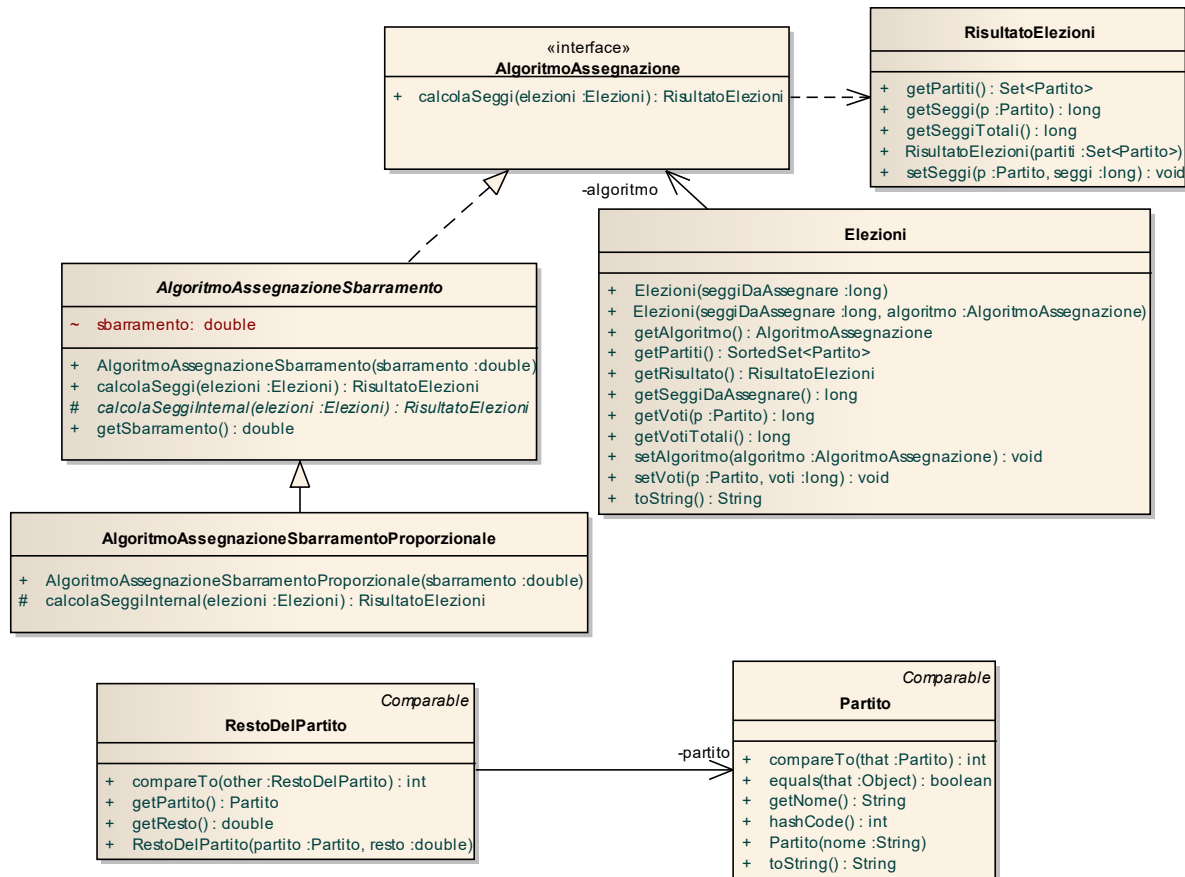 «interface»
AlgoritmoAssegnazione
+ calcolaSeggi(elezioni :Elezioni) : RisultatoElezioni
RisultatoElezioni
+ getPartiti() : Set<Partito>
+ getSeggi(p :Partito) : long
+ getSeggiTotali() : long
+ RisultatoElezioni(partiti :Set<Partito>)
+ setSeggi(p :Partito, seggi :long) : void
-algoritmo
Elezioni
+ Elezioni(seggiDaAssegnare :long)
+ Elezioni(seggiDaAssegnare :long, algoritmo :AlgoritmoAssegnazione)
+ getAlgoritmo() : AlgoritmoAssegnazione
+ getPartiti() : SortedSet<Partito>
+ getRisultato() : RisultatoElezioni
+ getSeggiDaAssegnare() : long
+ getVoti(p :Partito) : long
+ getVotiTotali() : long
+ setAlgoritmo(algoritmo :AlgoritmoAssegnazione) : void
+ setVoti(p :Partito, voti :long) : void
+ toString() : String
AlgoritmoAssegnazioneSbarramento
~ sbarramento: double
+ AlgoritmoAssegnazioneSbarramento(sbarramento :double)
+ calcolaSeggi(elezioni :Elezioni) : RisultatoElezioni
# calcolaSeggiInternal(elezioni :Elezioni) : RisultatoElezioni
+ getSbarramento() : double
AlgoritmoAssegnazioneSbarramentoProporzionale
+ AlgoritmoAssegnazioneSbarramentoProporzionale(sbarramento :double)
# calcolaSeggiInternal(elezioni :Elezioni) : RisultatoElezioni
Comparable
RestoDelPartito
+ compareTo(other :RestoDelPartito) : int
+ getPartito() : Partito
+ getResto() : double
+ RestoDelPartito(partito :Partito, resto :double)
-partito
Comparable
Partito
+ compareTo(that :Partito) : int
+ equals(that :Object) : boolean
+ getNome() : String
+ hashCode() : int
+ Partito(nome :String)
+ toString() : String